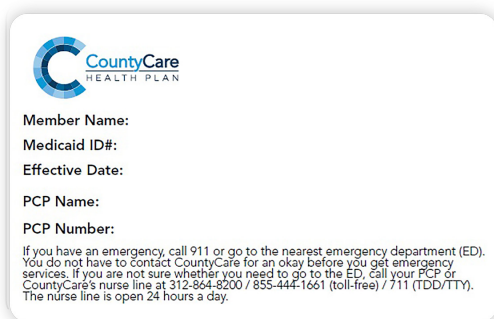 CountyCare
HEALTH PLAN
Member Name:
Medicaid ID#:
Effective Date:
PCP Name:
PCP Number:
If you have an emergency, call 911 or go to the nearest emergency department (ED).
You do not have to contact CountyCare for an okay before you get emergency
services. If you are not sure whether you need to go to the ED, call your PCP or
CountyCare's nurse line at 312-864-8200 / 855-444-1661 (toll-free) / 711 (TDD/TTY).
The nurse line is open 24 hours a day.